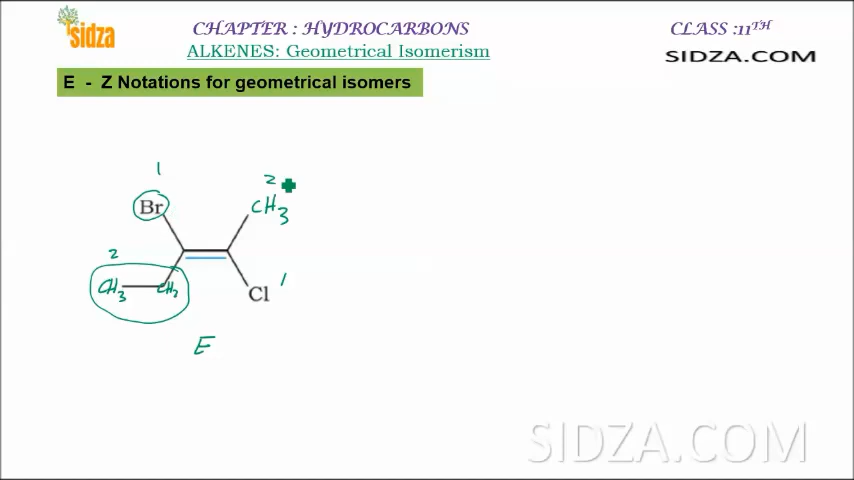 sidza
CHAPTER : HYDROCARBONS
CLASS :11TH
ALKENES: Geometrical Isomerism
SIDZA.COM
E - Z Notations for geometrical isomers
1
2
Br
CH3
2
CH3
CH2
Cl
1
E
SIDZA.COM